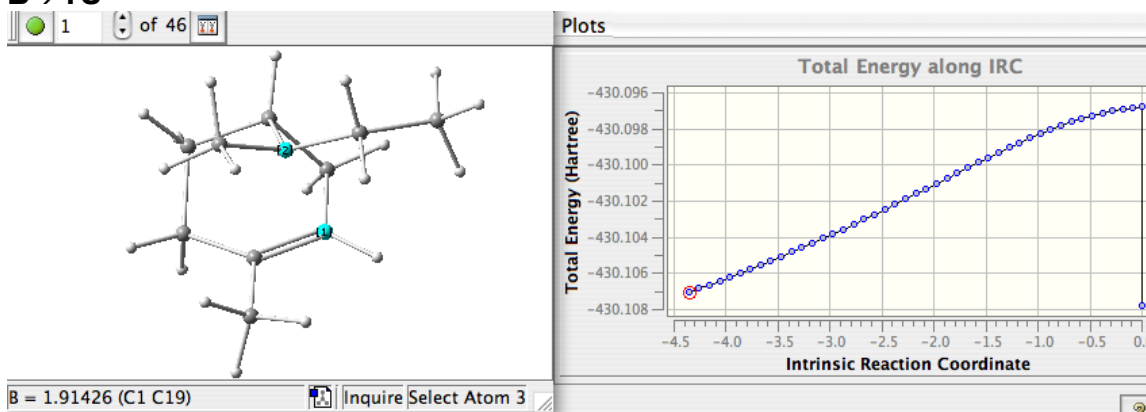 1 of 46
Plots
Total Energy along IRC
Total Energy (Hartree)
-430.096
-430.098
-430.100
-430.102
-430.104
-430.106
-430.108
-4.5 -4.0 -3.5 -3.0 -2.5 -2.0 -1.5 -1.0 -0.5 0.
Intrinsic Reaction Coordinate
2
1
B = 1.91426 (C1 C19) Inquire Select Atom 3